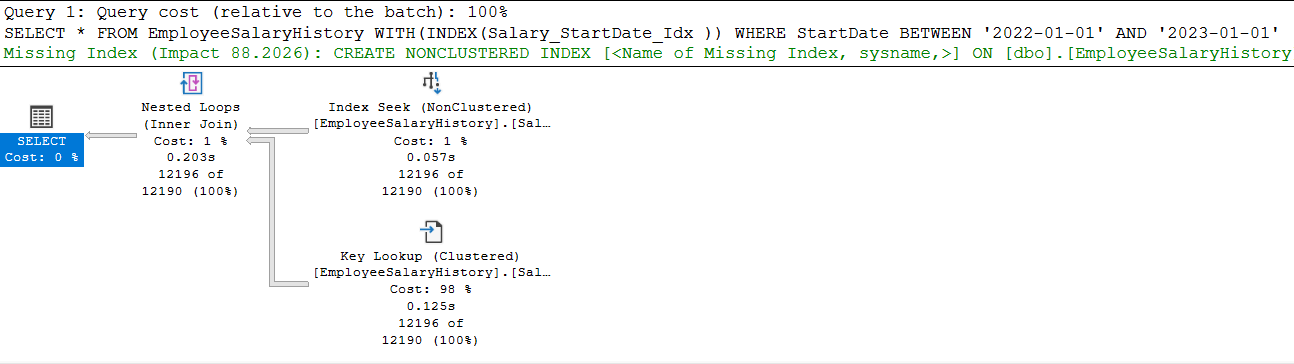 Query 1: Query cost (relative to the batch): 100%
SELECT * FROM EmployeeSalaryHistory WITH(INDEX(Salary_StartDate_Idx )) WHERE StartDate BETWEEN '2022-01-01' AND '2023-01-01'
Missing Index (Impact 88.2026): CREATE NONCLUSTERED INDEX [<Name of Missing Index, sysname,>] ON [dbo].[EmployeeSalaryHistory
SELECT
Cost: 0 %
Nested Loops
(Inner Join)
Cost: 1 %
0.203s
12196 of
12190 (100%)
Index Seek (NonClustered)
[EmployeeSalaryHistory].[Sal…
Cost: 1 %
0.057s
12196 of
12190 (100%)
Key Lookup (Clustered)
[EmployeeSalaryHistory].[Sal…
Cost: 98 %
0.125s
12196 of
12190 (100%)